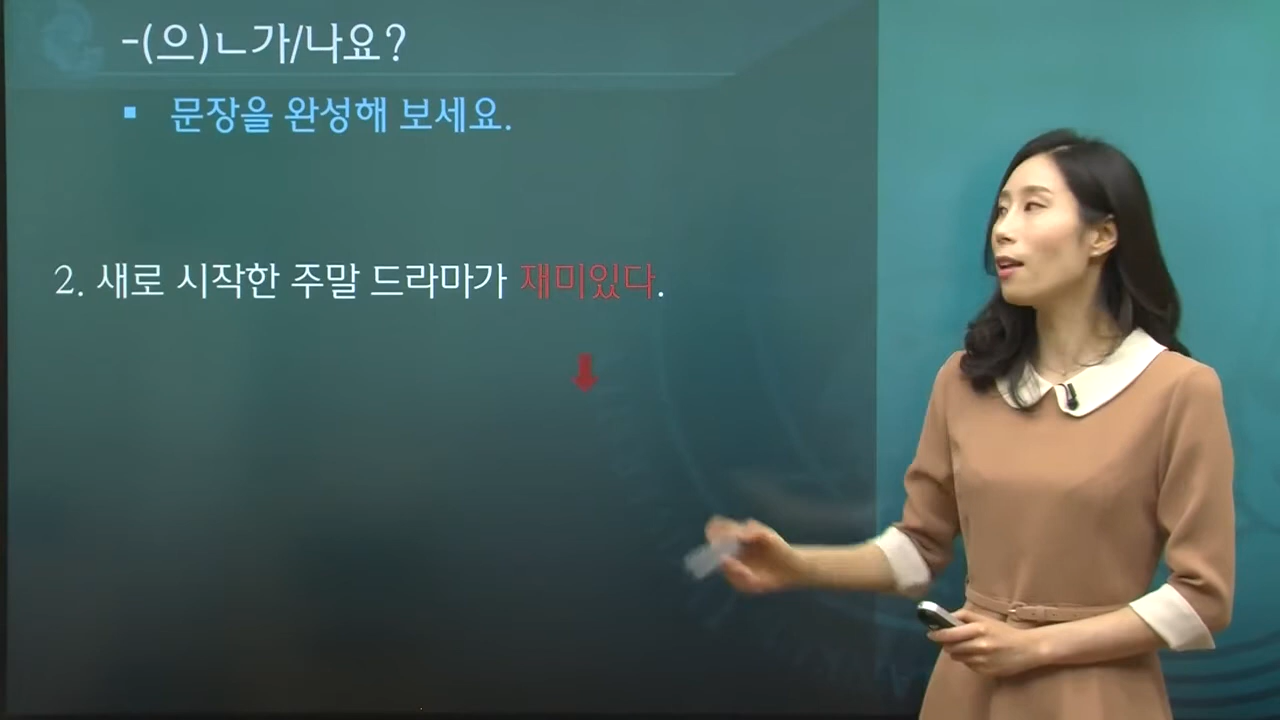 -(으)ㄴ가/나요?
▪ 문장을 완성해 보세요.
2. 새로 시작한 주말 드라마가 재미있다.